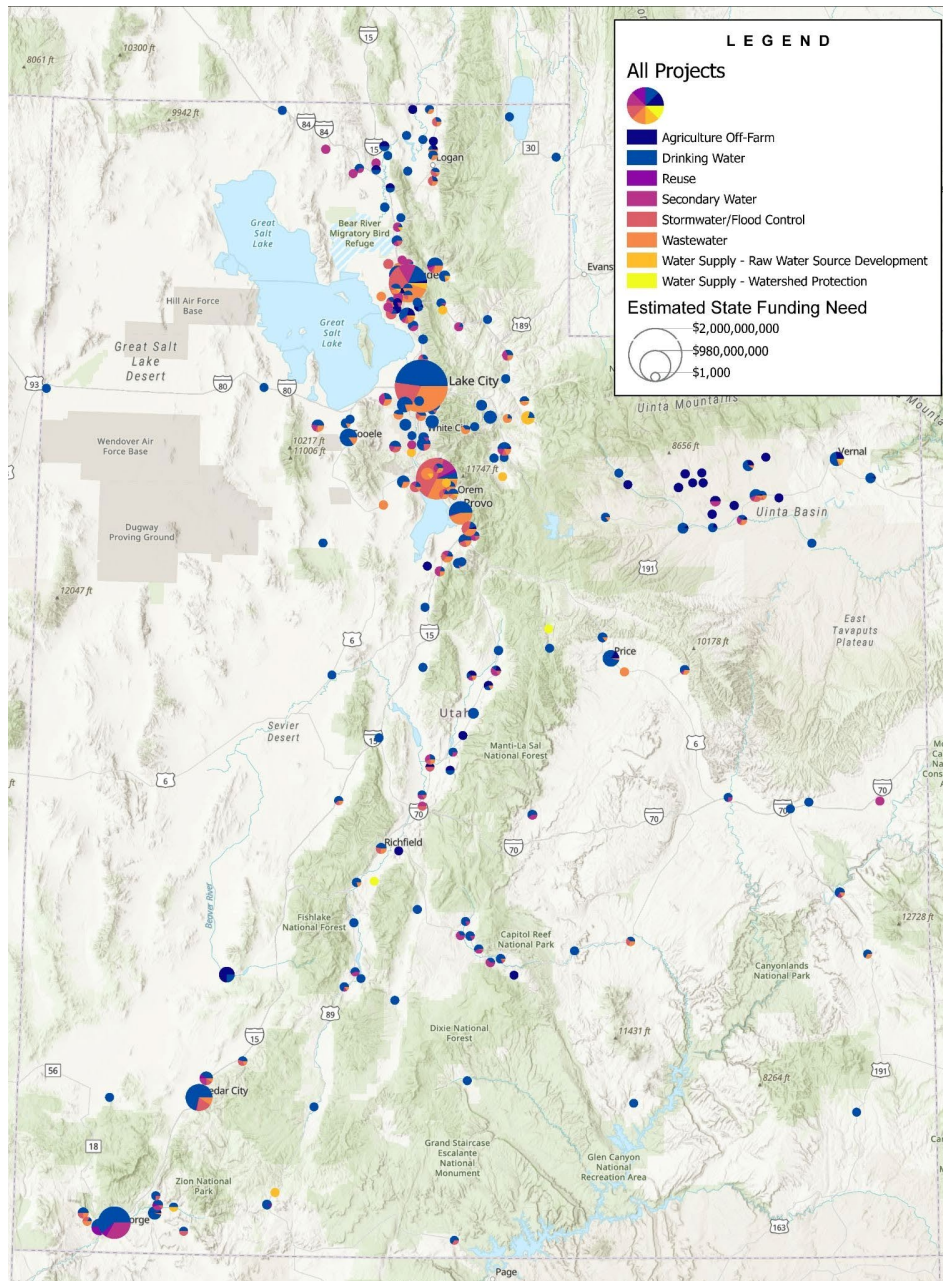 L E G E N D
All Projects
Agriculture Off-Farm
Drinking Water
Reuse
Secondary Water
Stormwater/Flood Control
Wastewater
Water Supply - Raw Water Source Development
Water Supply - Watershed Protection
Estimated State Funding Need
$2,000,000,000
$980,000,000
$1,000
15
10300 ft
8061 ft
9942 ft
84
84
15
30
Logan
Great
Salt
Lake
Bear River
Migratory Bird
Refuge
Evans
Hill Air Force
Base
Great
Salt
Lake
189
Great Salt
Lake
Desert
93
80
80
Lake City
Uinta Mountains
Wendover Air
Force Base
10217 ft
11006 ft
Tooele
White C
8656 ft
Vernal
11747 ft
Orem
Provo
Uinta Basin
Dugway
Proving Ground
191
12047 ft
6
15
East
Tavaputs
Plateau
10178 ft
Price
Utah
Sevier
Desert
15
Manti-La Sal
National Forest
6
6
70
70
70
70
70
Richfield
Beaver River
Fishlake
National Forest
Capitol Reef
National Park
12728 ft
Canyonlands
National Park
89
15
Dixie National
Forest
11431 ft
56
8264 ft
191
edar City
18
Zion National
Park
Grand Staircase
Escalante
National
Monument
Glen Canyon
National
Recreation Area
orge
163
Page